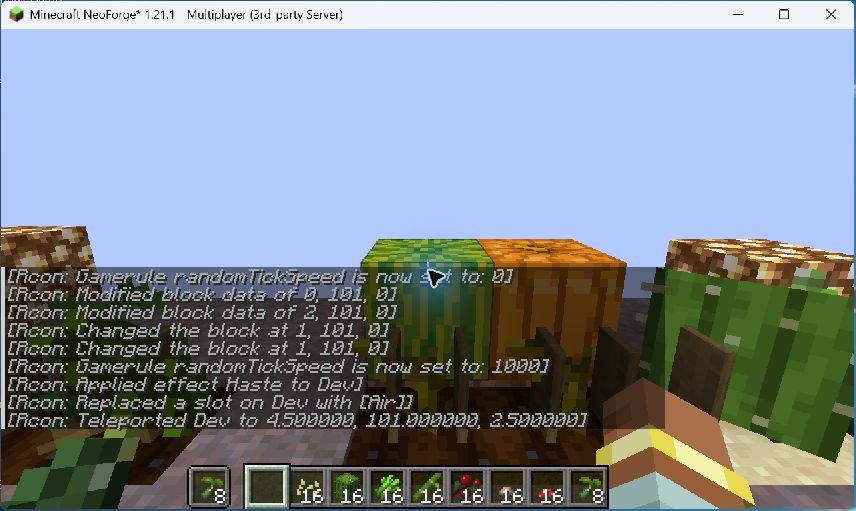 Minecraft NeoForge* 1.21.1 - Multiplayer (3rd-party Server)
[Rcon: Gamerule randomTickSpeed is now set to: 0]
[Rcon: Modified block data of 0, 101, 0]
[Rcon: Modified block data of 2, 101, 0]
[Rcon: Changed the block at 1, 101, 0]
[Rcon: Changed the block at 1, 101, 0]
[Rcon: Gamerule randomTickSpeed is now set to: 1000]
[Rcon: Applied effect Haste to Dev]
[Rcon: Replaced a slot on Dev with [Air]]
[Rcon: Teleported Dev to 4.500000, 101.000000, 2.500000]
8 16 16 16 16 16 16 16 8